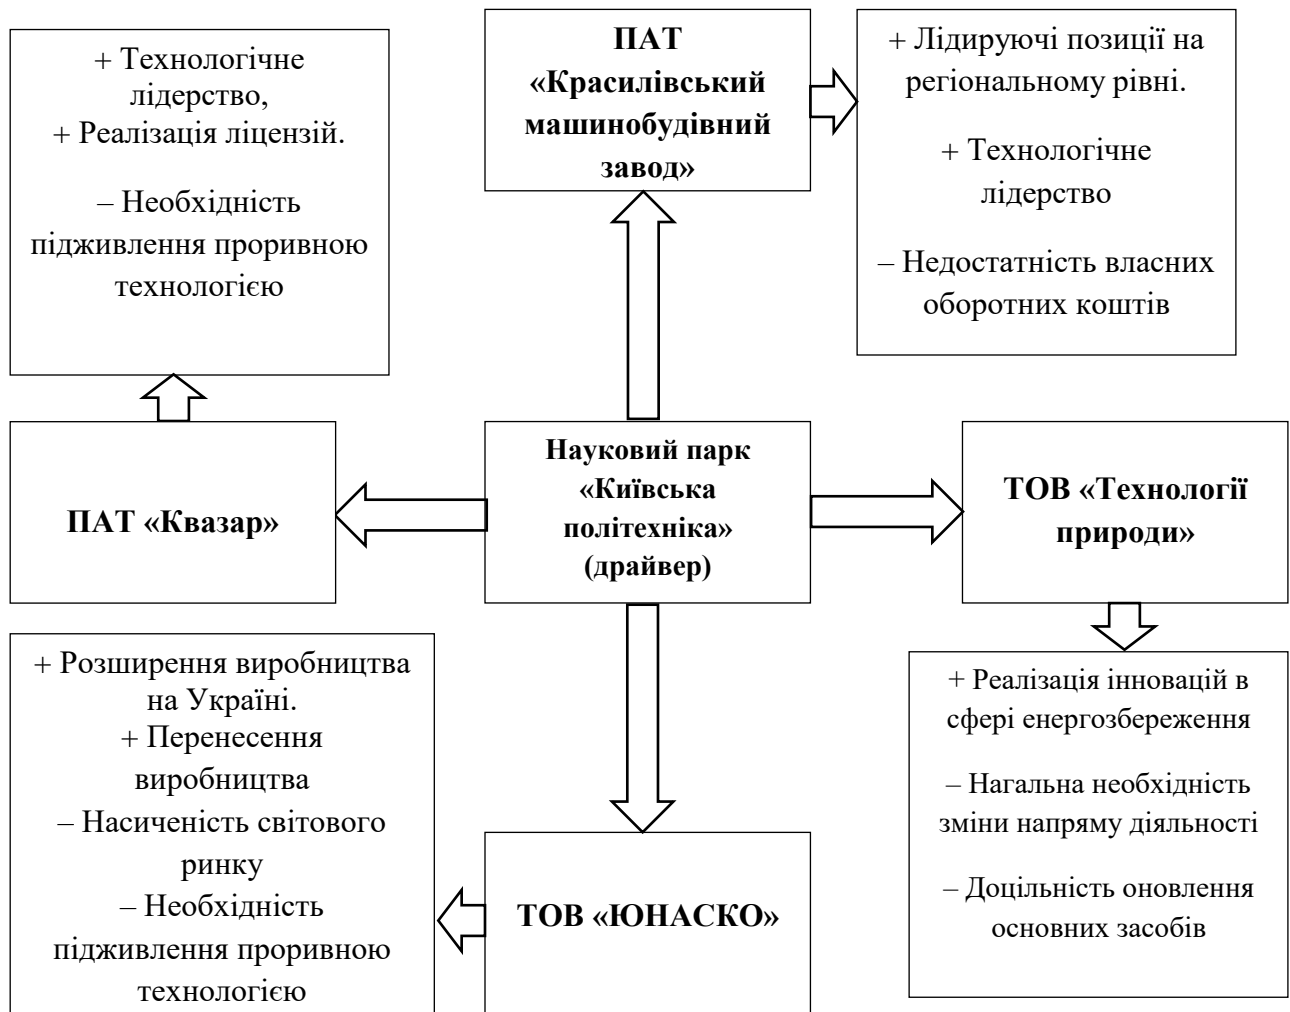 + Технологічне
лідерство,
+ Реалізація ліцензій.
– Необхідність
підживлення проривною
технологією
ПАТ
«Красилівський
машинобудівний
завод»
+ Лідируючі позиції на
регіональному рівні.
+ Технологічне
лідерство
– Недостатність власних
оборотних коштів
ПАТ «Квазар»
Науковий парк
«Київська
політехніка»
(драйвер)
ТОВ «Технології
природи»
+ Розширення виробництва
на Україні.
+ Перенесення
виробництва
– Насиченість світового
ринку
– Необхідність
підживлення проривною
технологією
ТОВ «ЮНАСКО»
+ Реалізація інновацій в
сфері енергозбереження
– Нагальна необхідність
зміни напряму діяльності
– Доцільність оновлення
основних засобів